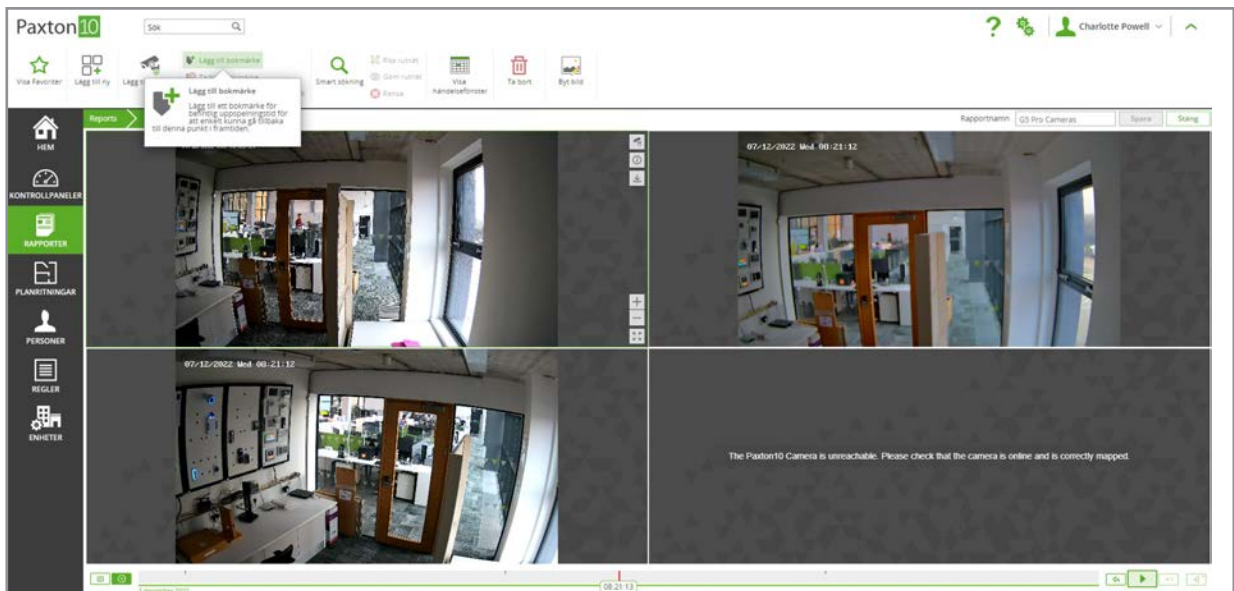 Paxton10
Sök
Charlotte Powell
Visa Favoriter
Lägg till ny
Lägg
Lägg till bokmärke
Smart sökning
Rita rutnät
Göm rutnät
Rensa
Visa
händelsefönster
Ta bort
Byt bild
Lägg till bokmärke
Lägg till ett bokmärke för
befintlig uppspelningstid för
att enkelt kunna gå tillbaka
till denna punkt i framtiden.
Reports
Rapportnamn
G5 Pro Cameras
Spara
Stäng
HEM
KONTROLLPANELER
RAPPORTER
PLANRITNINGAR
PERSONER
REGLER
ENHETER
07/12/2022 Wed 08:21:12
07/12/2022 Wed 08:21:12
The Paxton10 Camera is unreachable. Please check that the camera is online and is correctly mapped.
08:21:13